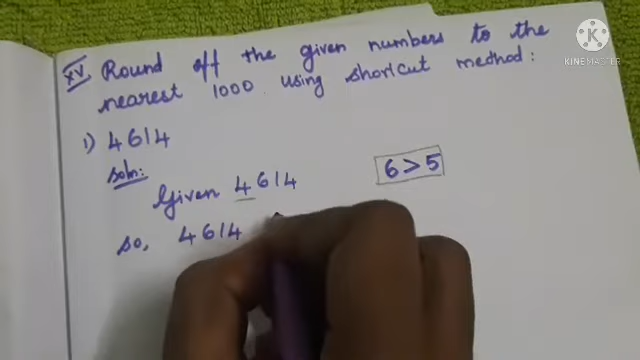 XV Round off the given numbers to the
nearest 1000 using shortcut method:
1) 4614
soln:
Given 4614
6>5
so, 4614
K
KINEMASTER